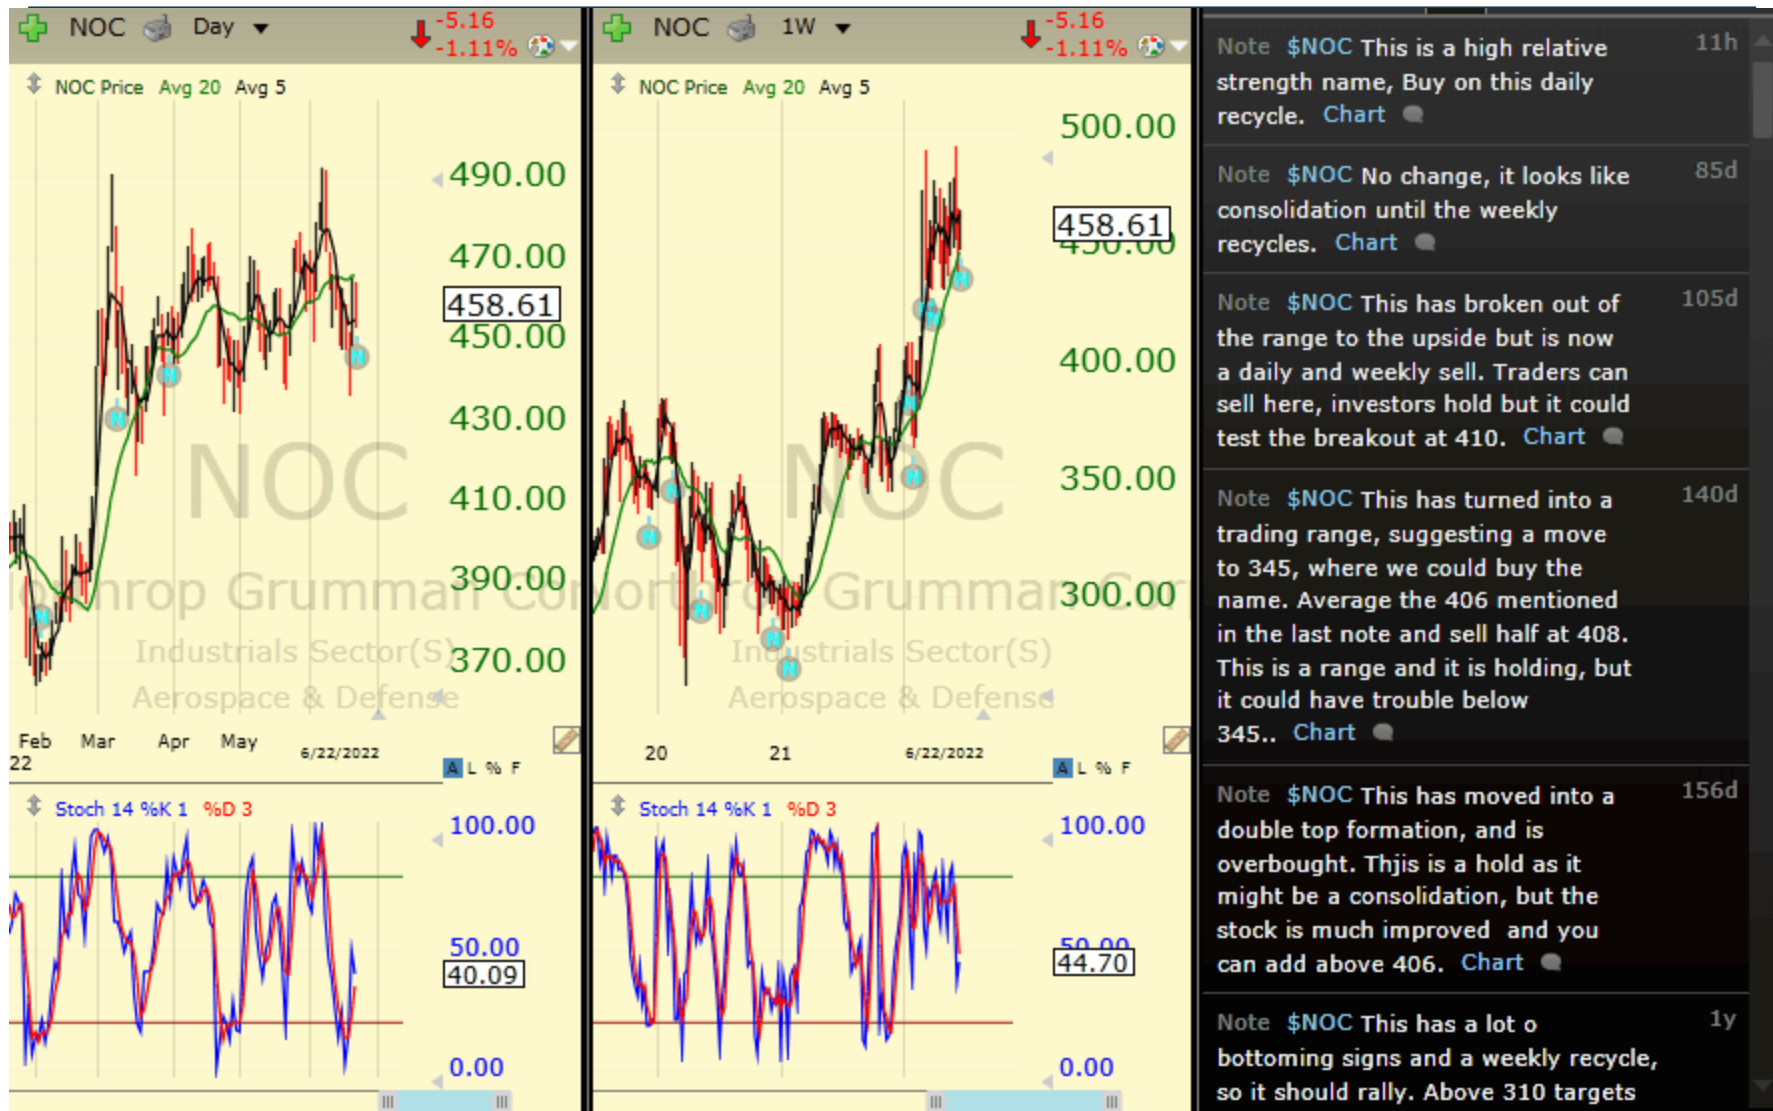 NOC Day
-5.16
-1.11%
NOC Price Avg 20 Avg 5
490.00
470.00
458.61
450.00
430.00
410.00
390.00
370.00
NOC
Industrials Sector(S)
Aerospace & Defense
Feb Mar Apr May 6/22/2022
22
A L % F
Stoch 14 %K 1 %D 3
100.00
50.00
40.09
0.00
NOC 1W
-5.16
-1.11%
NOC Price Avg 20 Avg 5
500.00
458.61
450.00
400.00
350.00
300.00
NOC
Northrop Grumman Cor
Industrials Sector(S)
Aerospace & Defense
20 21 6/22/2022
A L % F
Stoch 14 %K 1 %D 3
100.00
50.00
44.70
0.00
Note $NOC This is a high relative 11h
strength name, Buy on this daily
recycle. Chart
Note $NOC No change, it looks like 85d
consolidation until the weekly
recycles. Chart
Note $NOC This has broken out of 105d
the range to the upside but is now
a daily and weekly sell. Traders can
sell here, investors hold but it could
test the breakout at 410. Chart
Note $NOC This has turned into a 140d
trading range, suggesting a move
to 345, where we could buy the
name. Average the 406 mentioned
in the last note and sell half at 408.
This is a range and it is holding, but
it could have trouble below
345.. Chart
Note $NOC This has moved into a 156d
double top formation, and is
overbought. Thjis is a hold as it
might be a consolidation, but the
stock is much improved and you
can add above 406. Chart
Note $NOC This has a lot o 1y
bottoming signs and a weekly recycle,
so it should rally. Above 310 targets